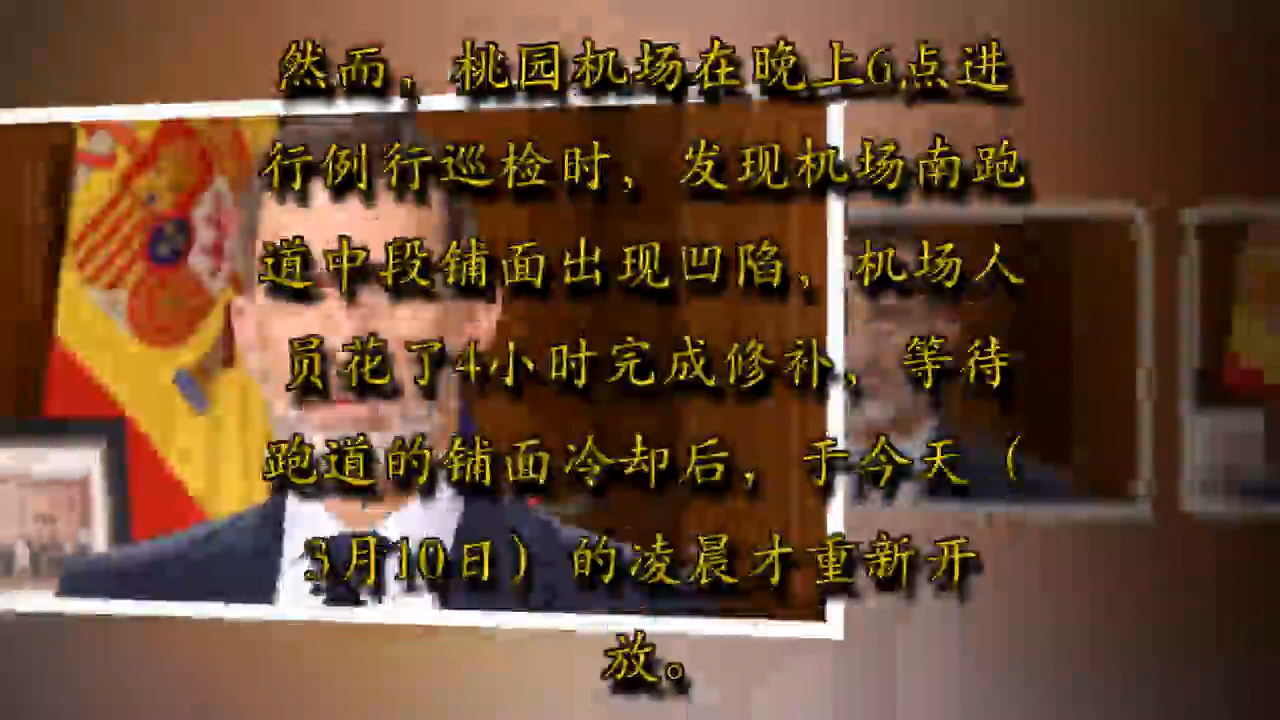 然而，桃园机场在晚上6点进
行例行巡检时，发现机场南跑
道中段铺面出现凹陷，机场人
员花了4小时完成修补，等待
跑道的铺面冷却后，于今天（
3月10日）的凌晨才重新开
放。